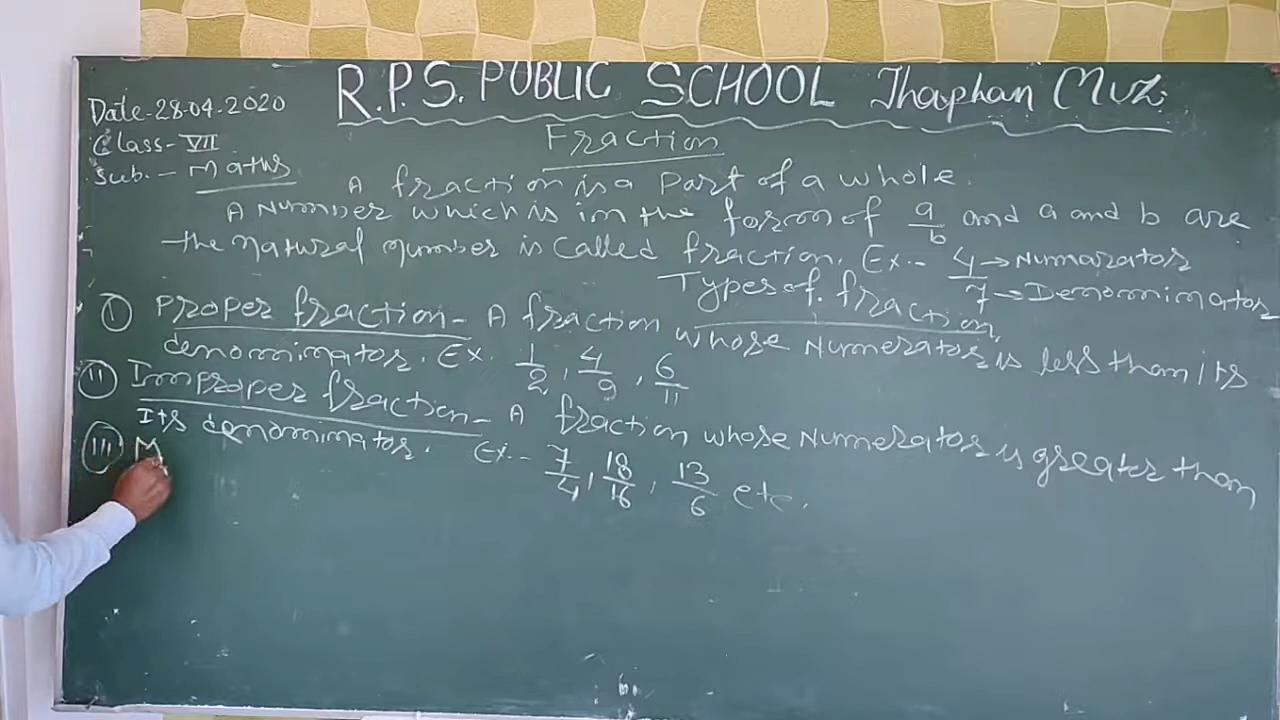 R.P.S. PUBLIC SCHOOL Jhaphan Muz.
Date-28-04-2020
Class-VII
Sub.- Maths
Fraction
A fraction is a Part of a whole.
A Number which is in the form of a/b and a and b are
the natural number is called fraction. Ex:- 4/7 → Numarator
→ Denominator
Types of fraction
(I) Proper fraction- A fraction whose Numerator is less than its
denominator. Ex. 1/2, 4/9, 6/11
(II) Improper fraction- A fraction whose Numerator is greater than
Its denominator. Ex:- 7/4, 18/16, 13/6 etc.
(III) M